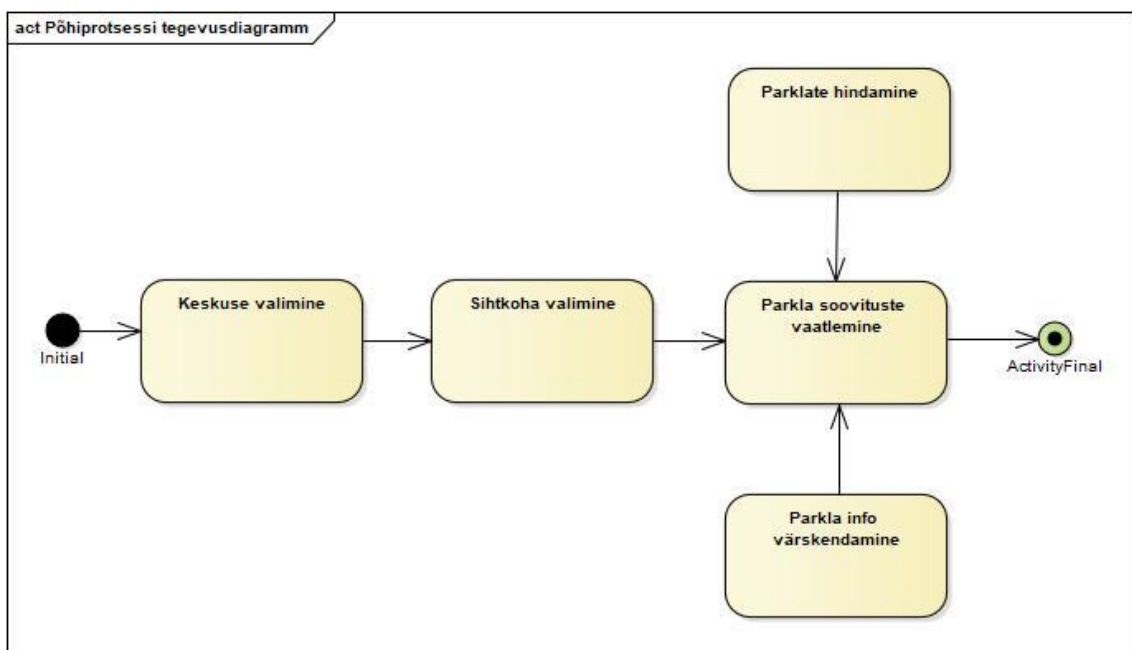 act Põhiprotsessi tegevusdiagramm
Parklate hindamine
Keskuse valimine
Sihtkoha valimine
Parkla soovituste
vaatlemine
Initial
ActivityFinal
Parkla info
värskendamine